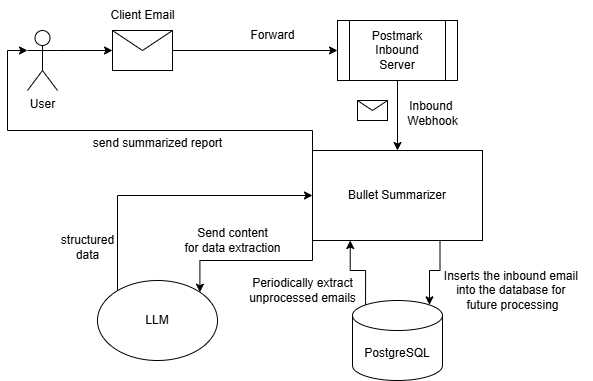 Client Email
Forward
Postmark
Inbound
Server
User
Inbound
Webhook
send summarized report
Bullet Summarizer
Send content
for data extraction
structured
data
Periodically extract
unprocessed emails
Inserts the inbound email
into the database for
future processing
LLM
PostgreSQL